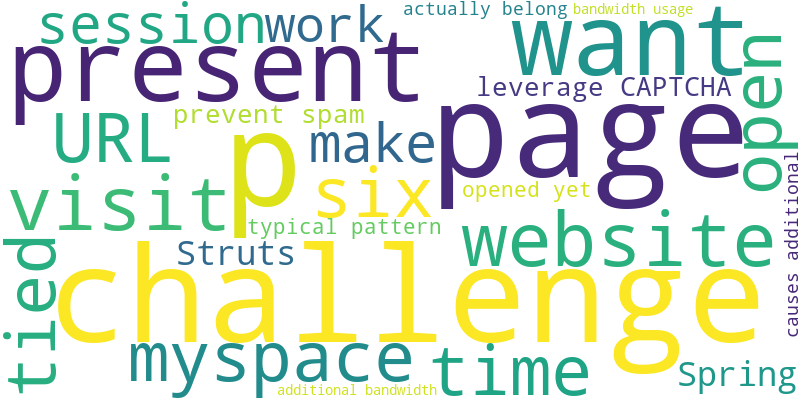 actually belong
bandwidth usage
session
work
want
present
open
leverage CAPTCHA
page
prevent spam
URL
make
p
six
visit
opened yet
causes additional
typical pattern
website
Struts
tied
challenge
myspace
time
Spring
additional bandwidth